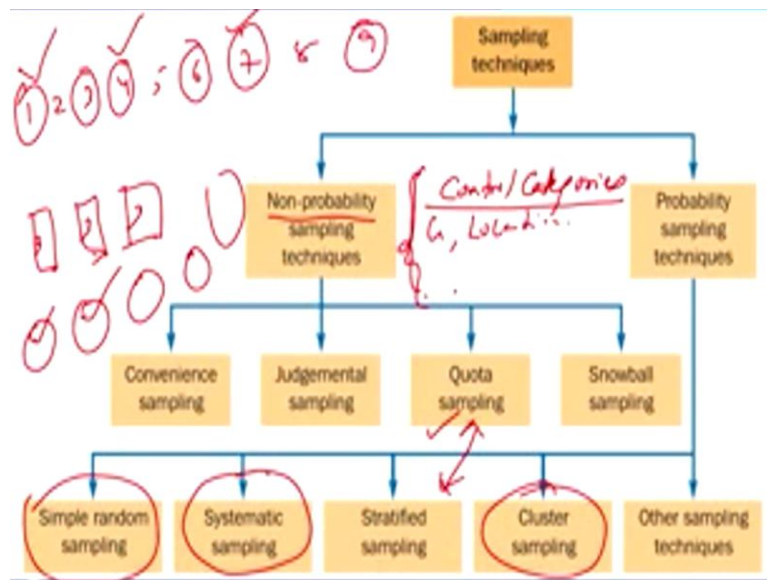 Sampling
techniques
1 2 3 4 5 6 7 8 9
Non-probability
sampling
techniques
Control Categories
Probability
sampling
techniques
Convenience
sampling
Judgemental
sampling
Quota
sampling
Snowball
sampling
Simple random
sampling
Systematic
sampling
Stratified
sampling
Cluster
sampling
Other sampling
techniques